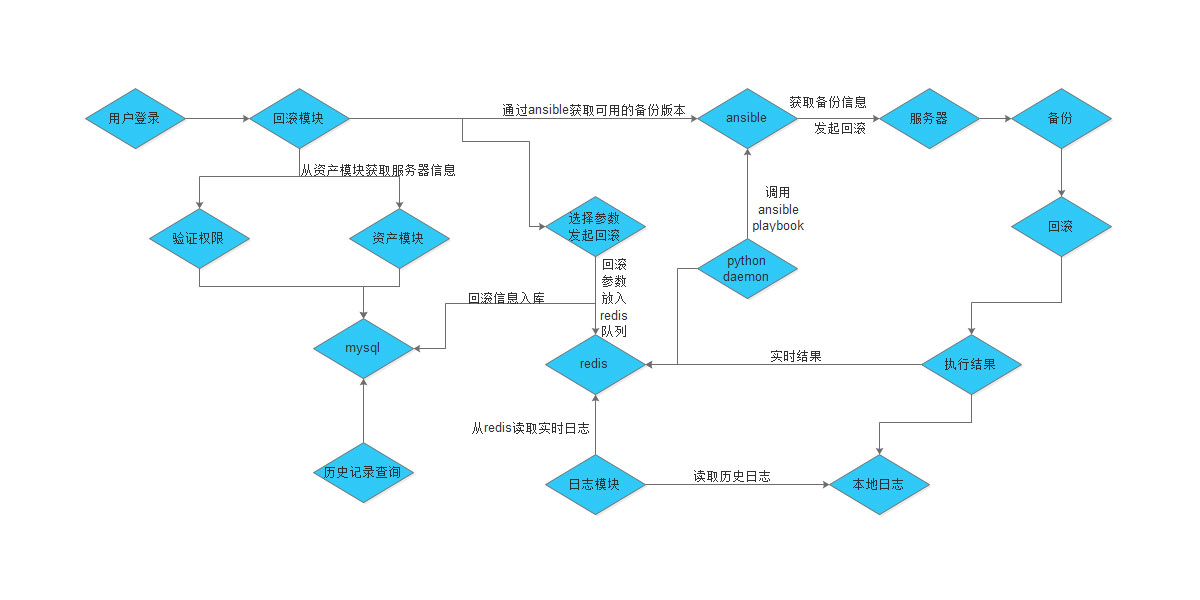 用户登录
回滚模块
通过ansible获取可用的备份版本
ansible
获取备份信息
发起回滚
服务器
备份
从资产模块获取服务器信息
验证权限
资产模块
选择参数
发起回滚
调用
ansible
playbook
回滚
python
daemon
回滚
参数
放入
redis
队列
回滚信息入库
mysql
redis
实时结果
执行结果
从redis读取实时日志
历史记录查询
日志模块
读取历史日志
本地日志